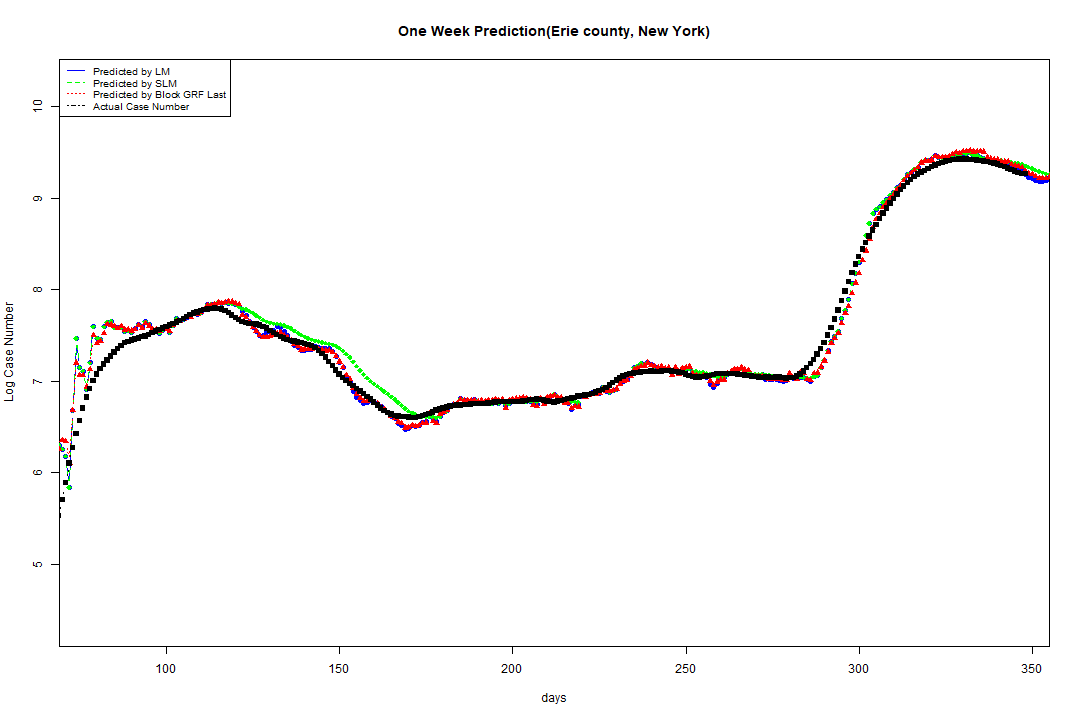 One Week Prediction(Erie county, New York)
Predicted by LM
Predicted by SLM
Predicted by Block GRF Last
Actual Case Number
Log Case Number
10
9
8
7
6
5
100 150 200 250 300 350
days